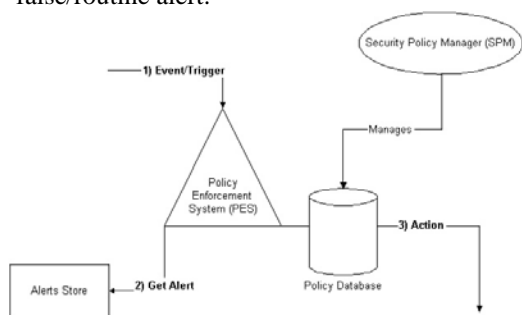 false/routine alert.
Security Policy Manager (SPM)
1) Event/Trigger
Manages
Policy
Enforcement
System (PES)
3) Action
2) Get Alert
Alerts Store
Policy Database